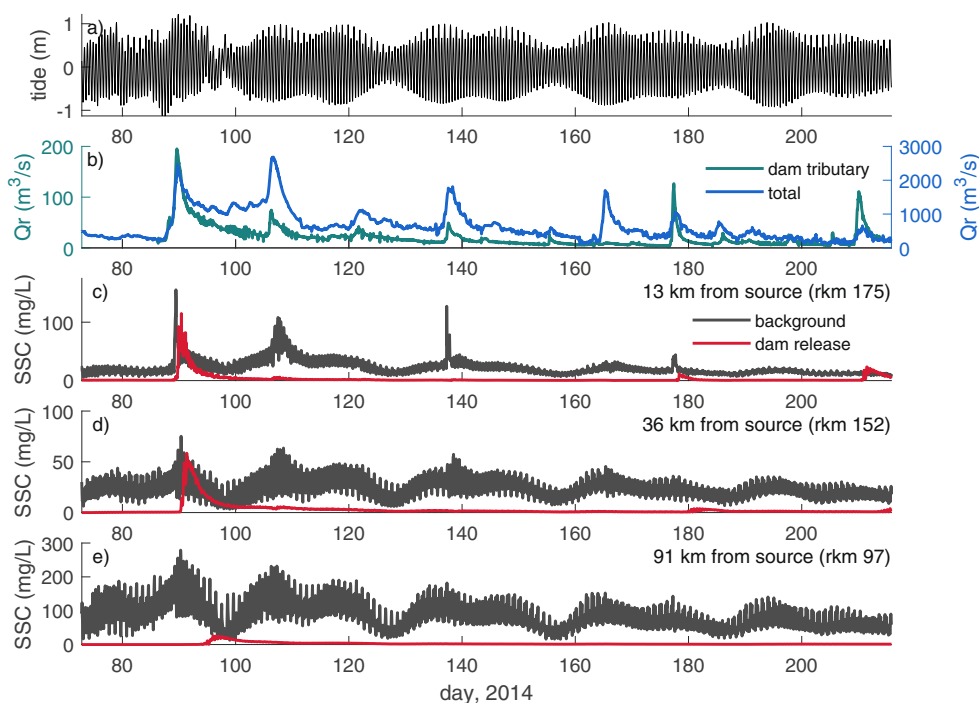 a)
tide (m)
1
0
-1
80 100 120 140 160 180 200
b)
Qr (m³/s)
200
100
0
dam tributary
total
3000
2000
1000
0
Qr (m³/s)
80 100 120 140 160 180 200
c)
13 km from source (rkm 175)
SSC (mg/L)
100
0
background
dam release
80 100 120 140 160 180 200
d)
36 km from source (rkm 152)
SSC (mg/L)
100
50
0
80 100 120 140 160 180 200
e)
91 km from source (rkm 97)
SSC (mg/L)
300
200
100
0
80 100 120 140 160 180 200
day, 2014